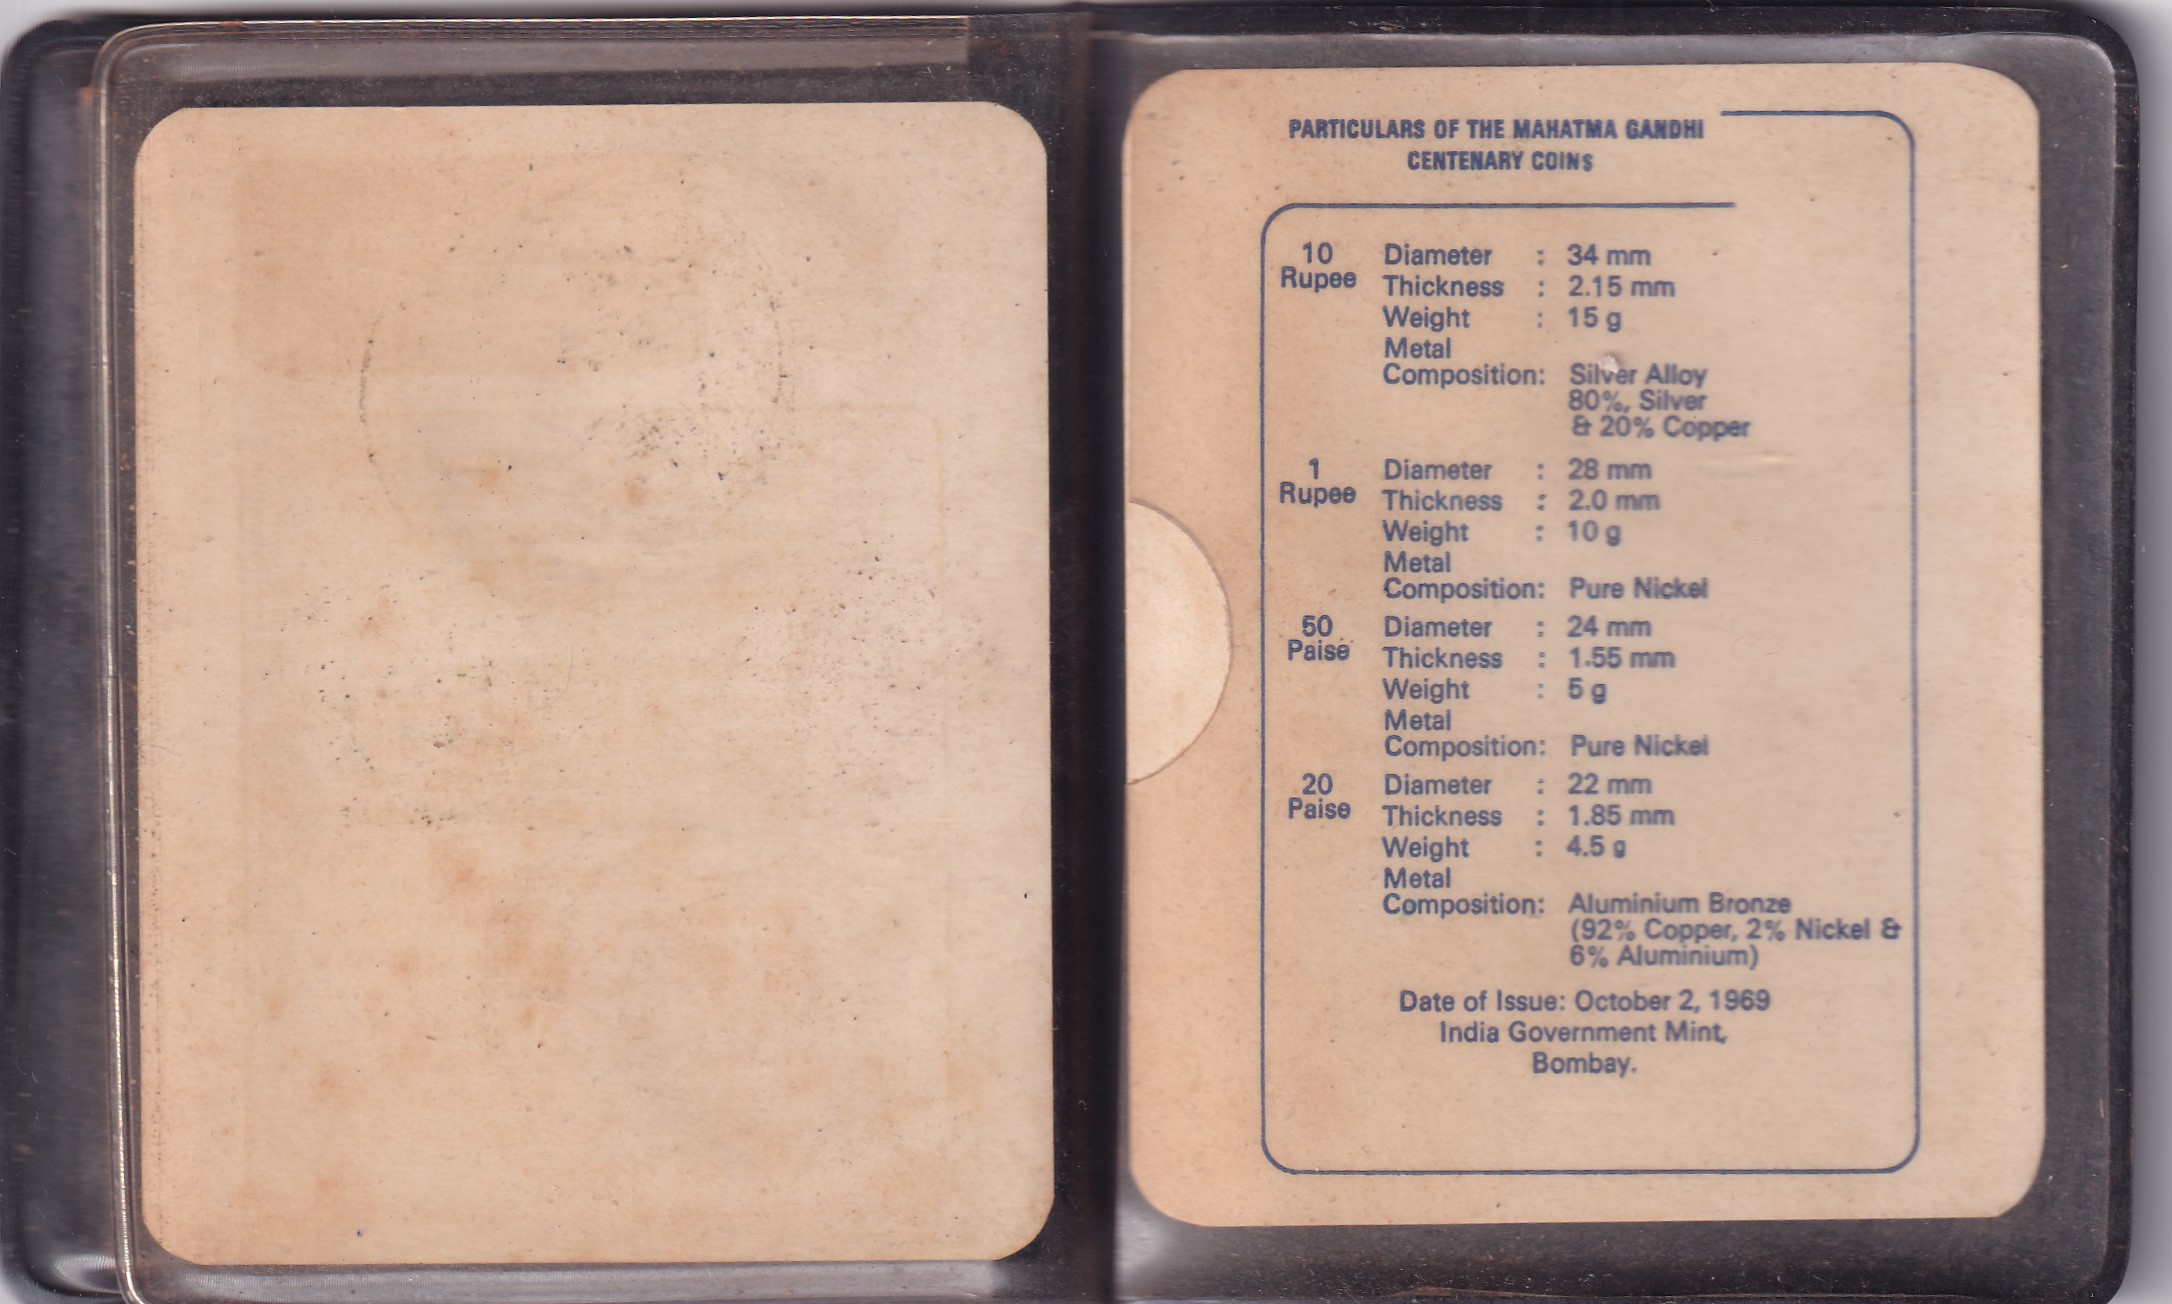 PARTICULARS OF THE MAHATMA GANDHI
CENTENARY COINs
10 Rupee
Diameter : 34 mm
Thickness : 2.15 mm
Weight : 15 g
Metal
Composition: Silver Alloy
80%, Silver
& 20% Copper
1 Rupee
Diameter : 28 mm
Thickness : 2.0 mm
Weight : 10 g
Metal
Composition: Pure Nickel
50 Paise
Diameter : 24 mm
Thickness : 1.55 mm
Weight : 5 g
Metal
Composition: Pure Nickel
20 Paise
Diameter : 22 mm
Thickness : 1.85 mm
Weight : 4.5 g
Metal
Composition: Aluminium Bronze
(92% Copper, 2% Nickel &
6% Aluminium)
Date of Issue: October 2, 1969
India Government Mint,
Bombay.